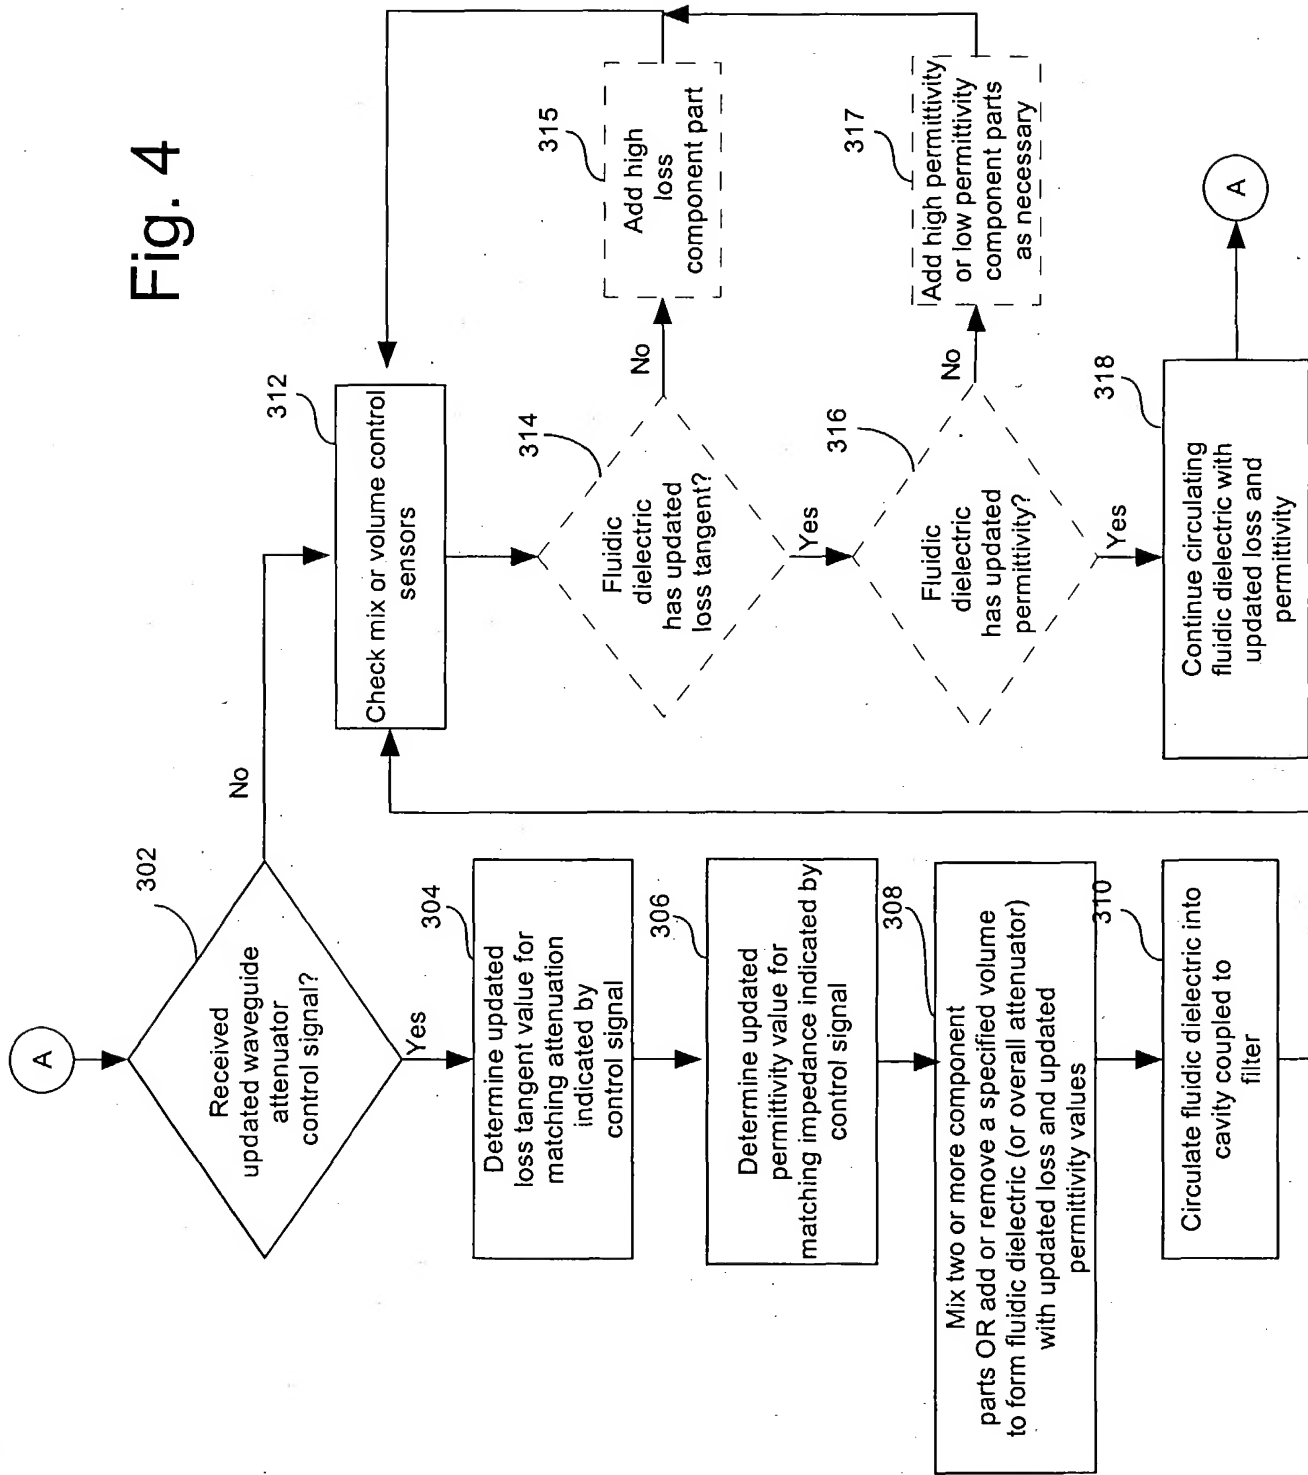 Fig. 4
A
302
Received
updated waveguide
attenuator
control signal?
No
Yes
304
Determine updated
loss tangent value for
matching attenuation
indicated by
control signal
306
Determine updated
permittivity value for
matching impedance indicated by
control signal
308
Mix two or more component
parts OR add or remove a specified volume
to form fluidic dielectric (or overall attenuator)
with updated loss and updated
permittivity values
310
Circulate fluidic dielectric into
cavity coupled to
filter
312
Check mix or volume control
sensors
314
Fluidic
dielectric
has updated
loss tangent?
No
Yes
315
Add high
loss
component part
316
Fluidic
dielectric
has updated
permittivity?
No
Yes
317
Add high permittivity
or low permittivity
component parts
as necessary
318
Continue circulating
fluidic dielectric with
updated loss and
permittivity
A